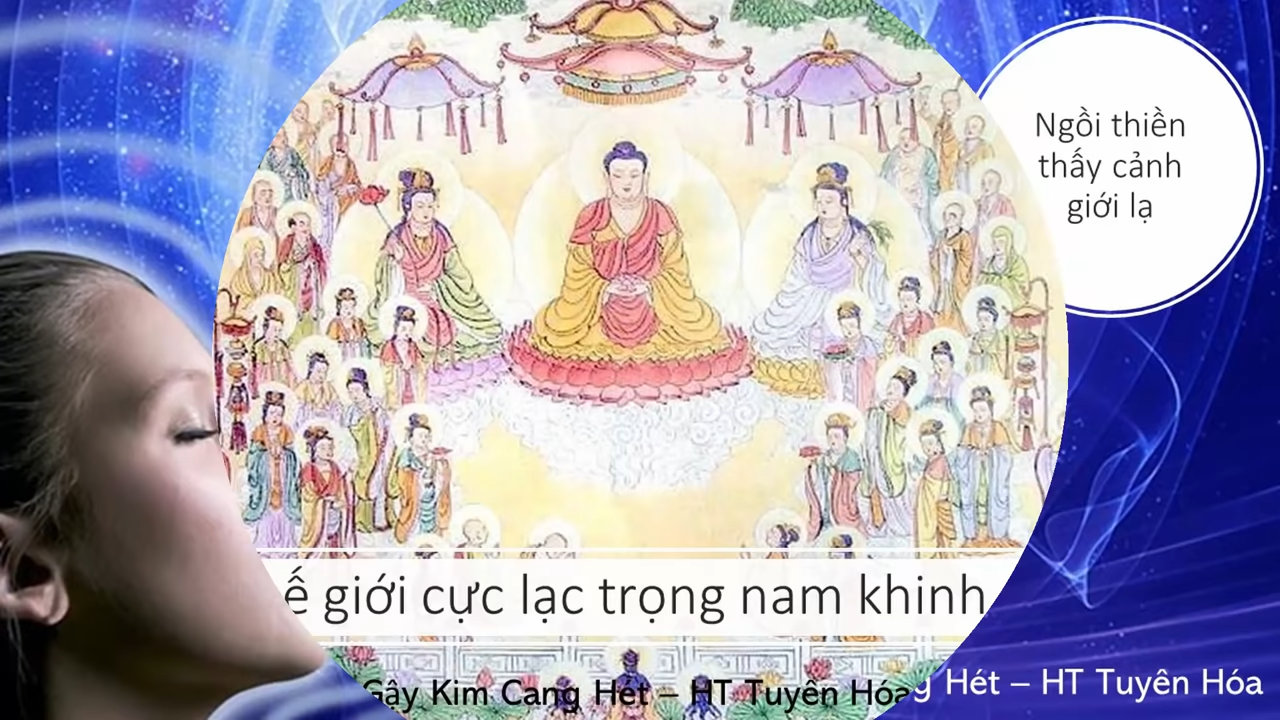 Ngồi thiền
thấy cảnh
giới lạ
ế giới cực lạc trọng nam khinh
Gậy Kim Cang Hét – HT Tuyên Hóa
g Hét – HT Tuyên Hóa